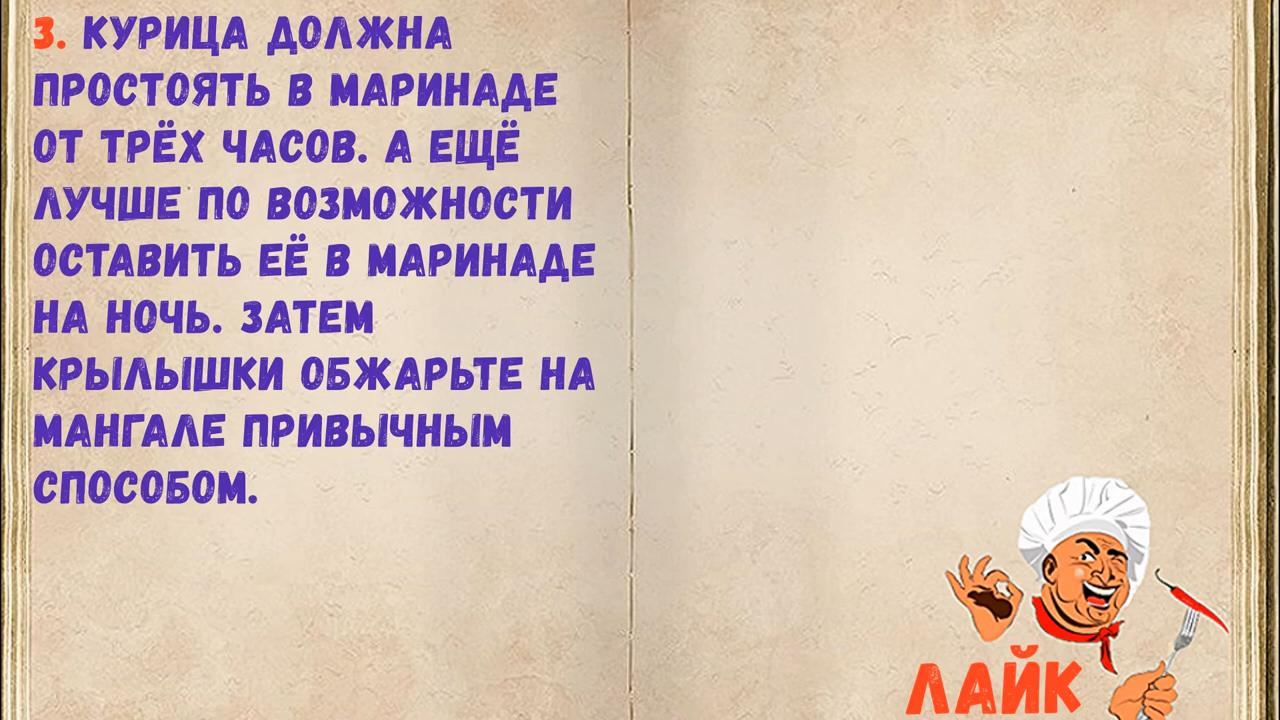 3. КУРИЦА ДОЛЖНА
ПРОСТОЯТЬ В МАРИНАДЕ
ОТ ТРЁХ ЧАСОВ. А ЕЩЁ
ЛУЧШЕ ПО ВОЗМОЖНОСТИ
ОСТАВИТЬ ЕЁ В МАРИНАДЕ
НА НОЧЬ. ЗАТЕМ
КРЫЛЫШКИ ОБЖАРЬТЕ НА
МАНГАЛЕ ПРИВЫЧНЫМ
СПОСОБОМ.
ЛАЙК